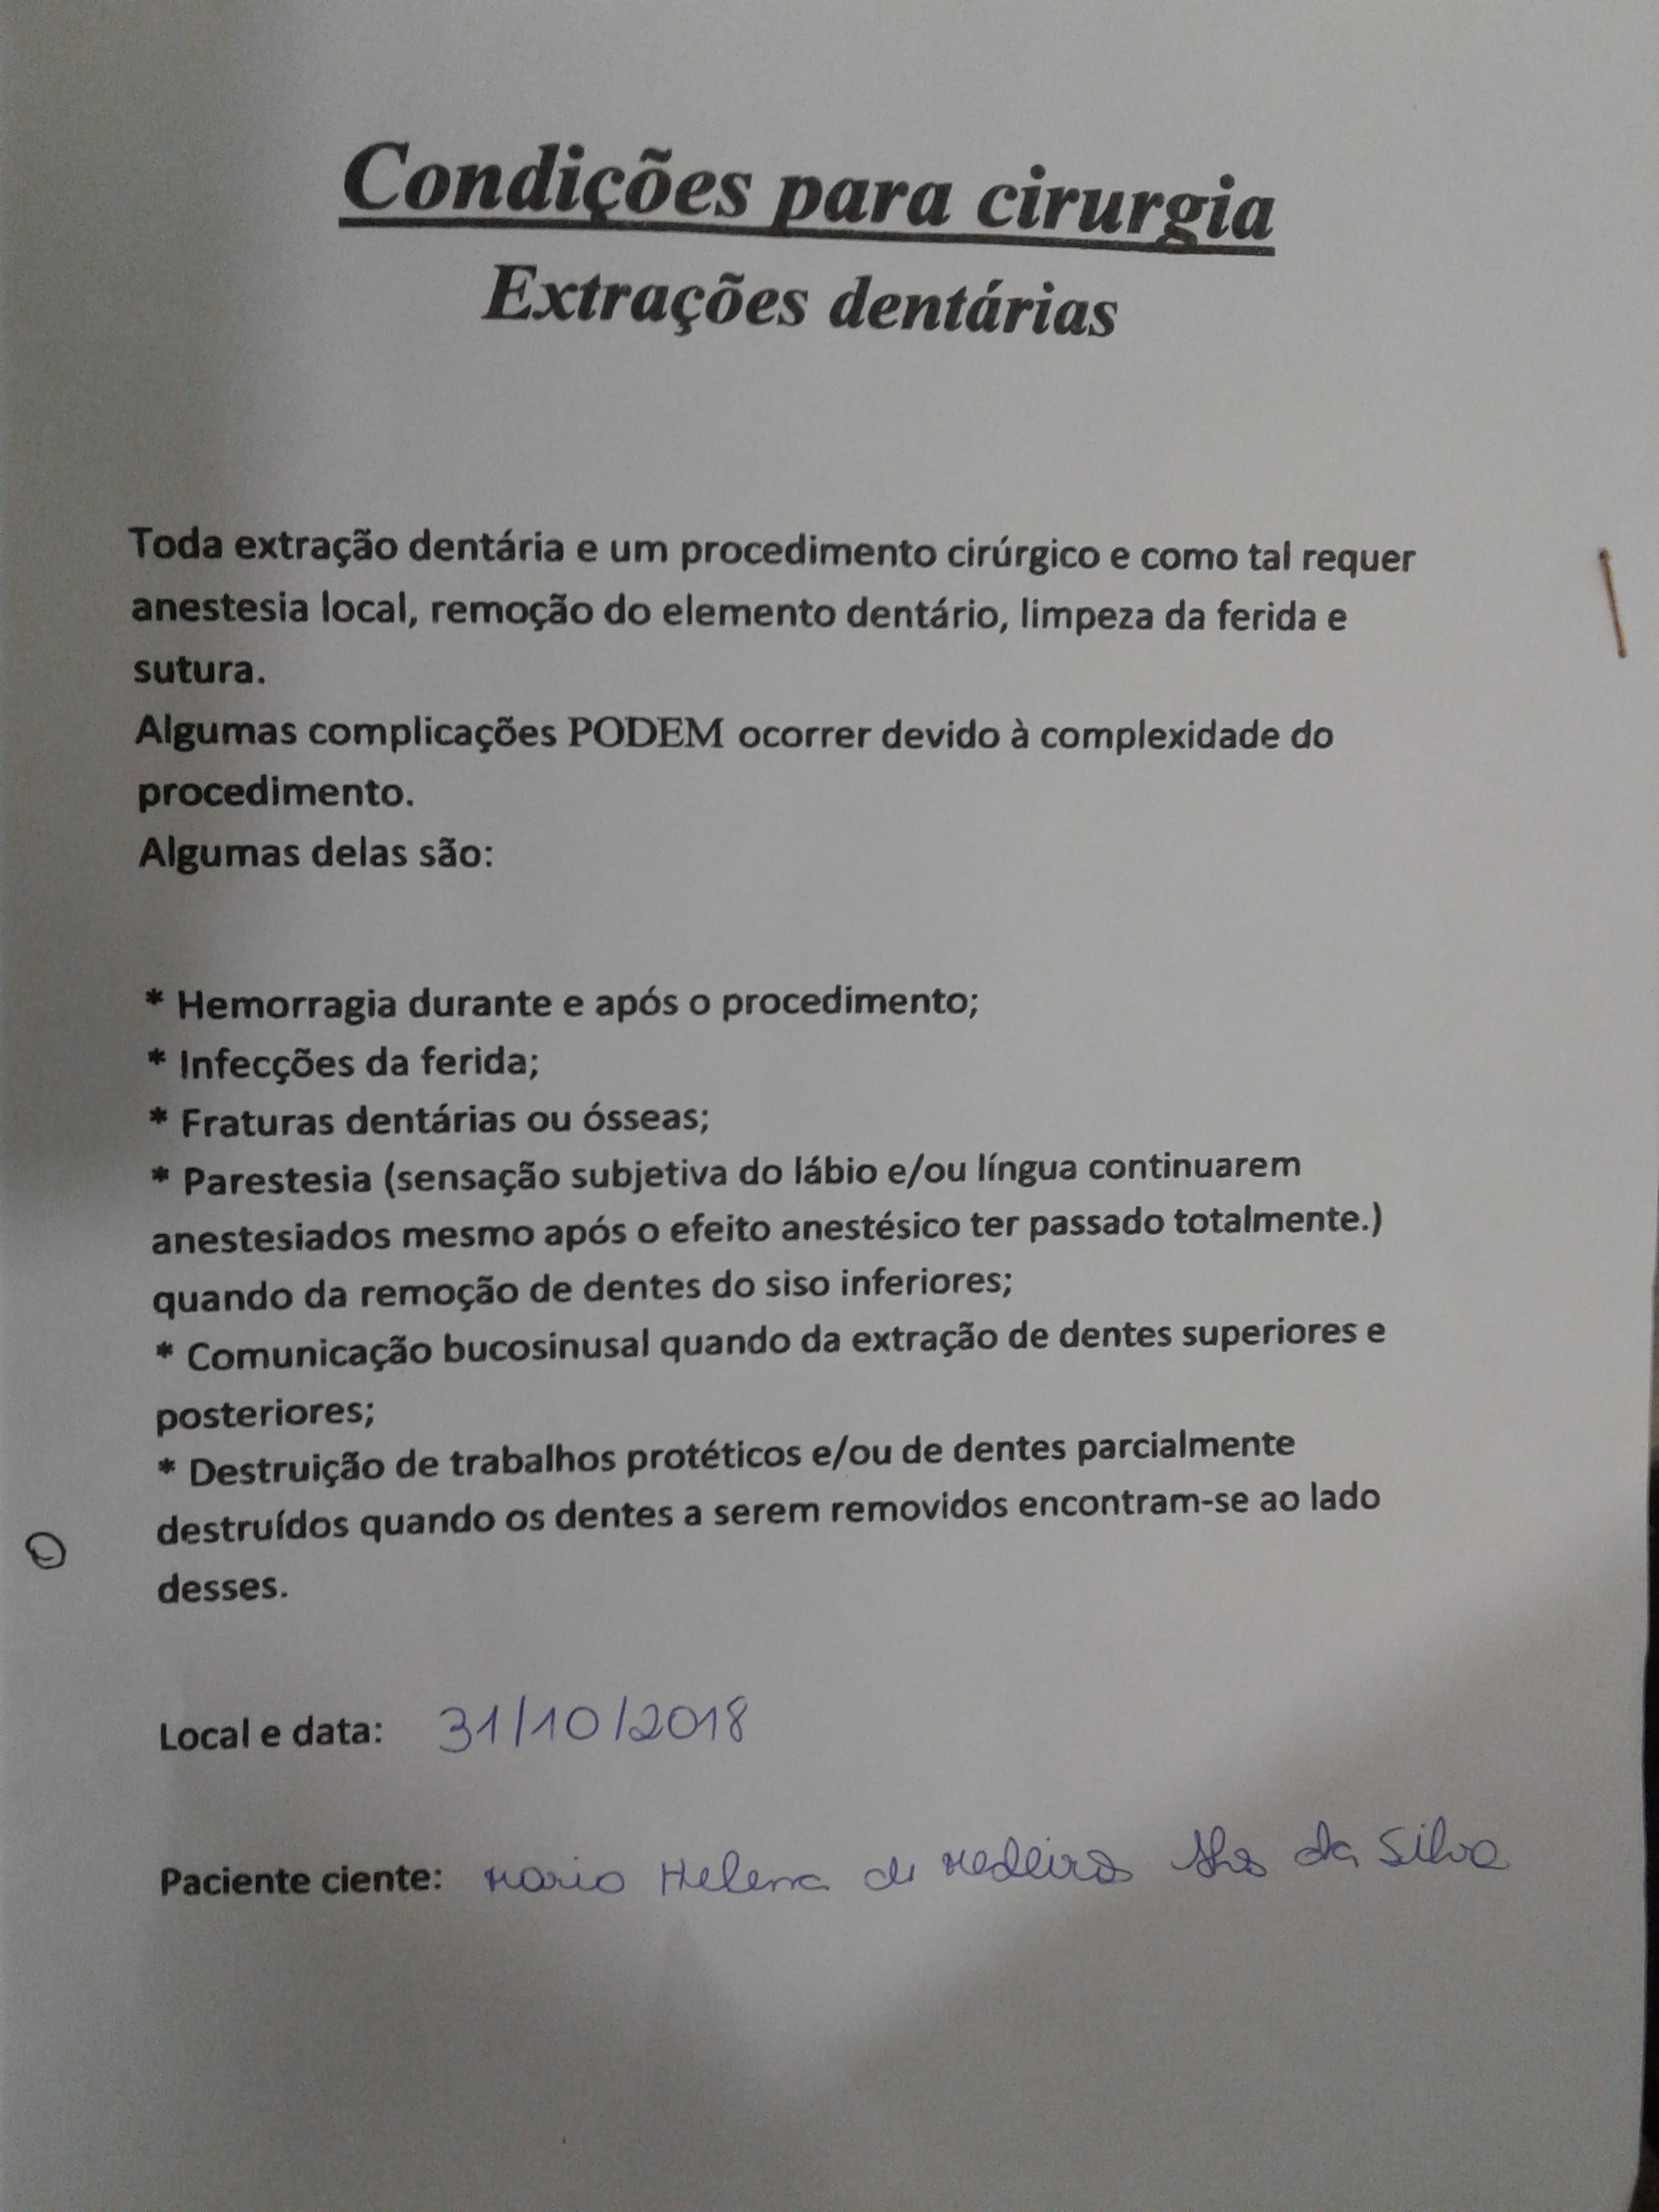 Condições para cirurgia
Extrações dentárias
Toda extração dentária e um procedimento cirúrgico e como tal requer
anestesia local, remoção do elemento dentário, limpeza da ferida e
sutura.
Algumas complicações PODEM ocorrer devido à complexidade do
procedimento.
Algumas delas são:
* Hemorragia durante e após o procedimento;
* Infecções da ferida;
* Fraturas dentárias ou ósseas;
* Parestesia (sensação subjetiva do lábio e/ou língua continuarem
anestesiados mesmo após o efeito anestésico ter passado totalmente.)
quando da remoção de dentes do siso inferiores;
* Comunicação bucosinusal quando da extração de dentes superiores e
posteriores;
* Destruição de trabalhos protéticos e/ou de dentes parcialmente
destruídos quando os dentes a serem removidos encontram-se ao lado
desses.
Local e data: 31/10/2018
Paciente ciente: Maria Helena de Medeiros da Silva